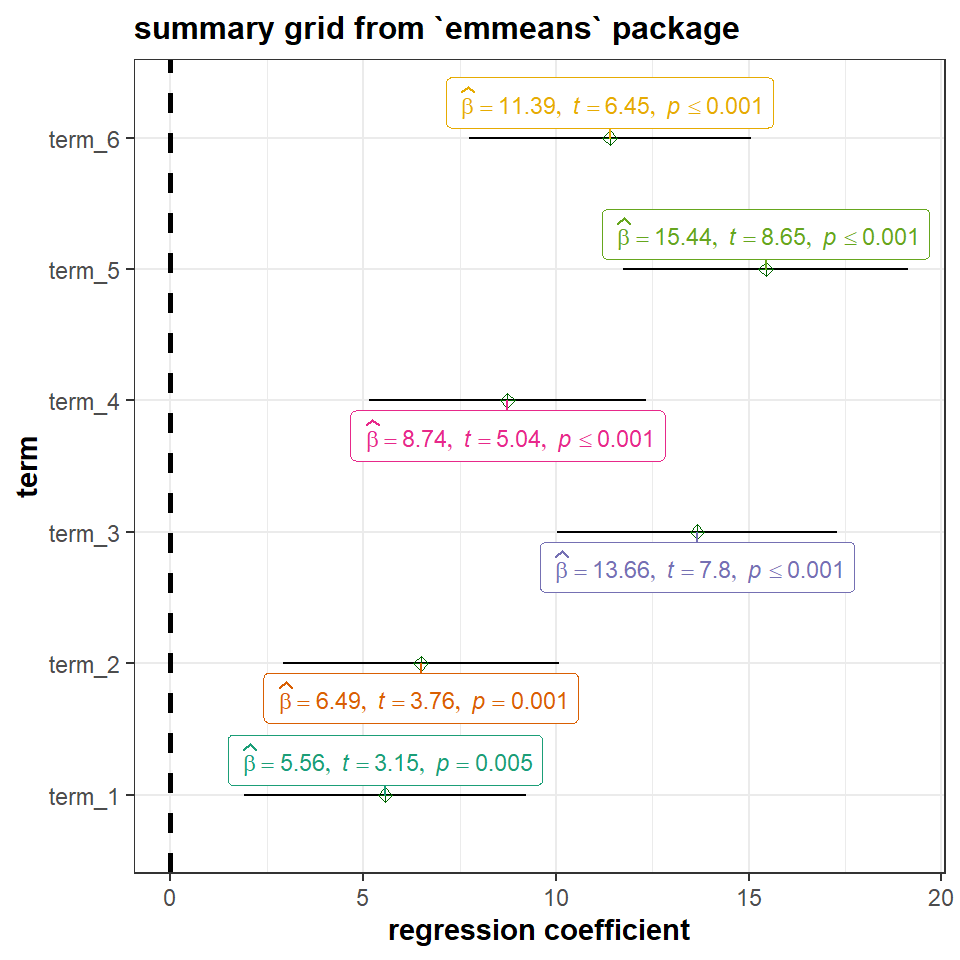 summary grid from `emmeans` package
term
term_6
term_5
term_4
term_3
term_2
term_1
β̂ = 11.39, t = 6.45, p ≤ 0.001
β̂ = 15.44, t = 8.65, p ≤ 0.001
β̂ = 8.74, t = 5.04, p ≤ 0.001
β̂ = 13.66, t = 7.8, p ≤ 0.001
β̂ = 6.49, t = 3.76, p = 0.001
β̂ = 5.56, t = 3.15, p = 0.005
0 5 10 15 20
regression coefficient